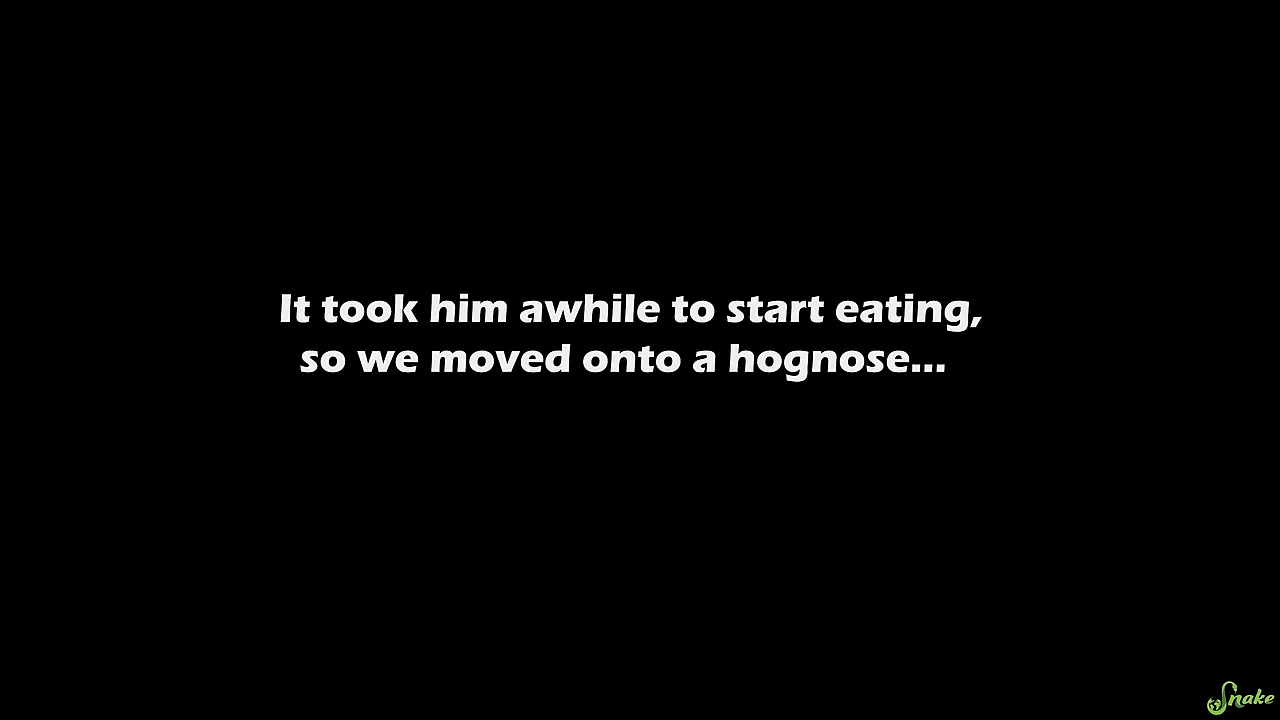 It took him awhile to start eating,
so we moved onto a hognose...
Snake